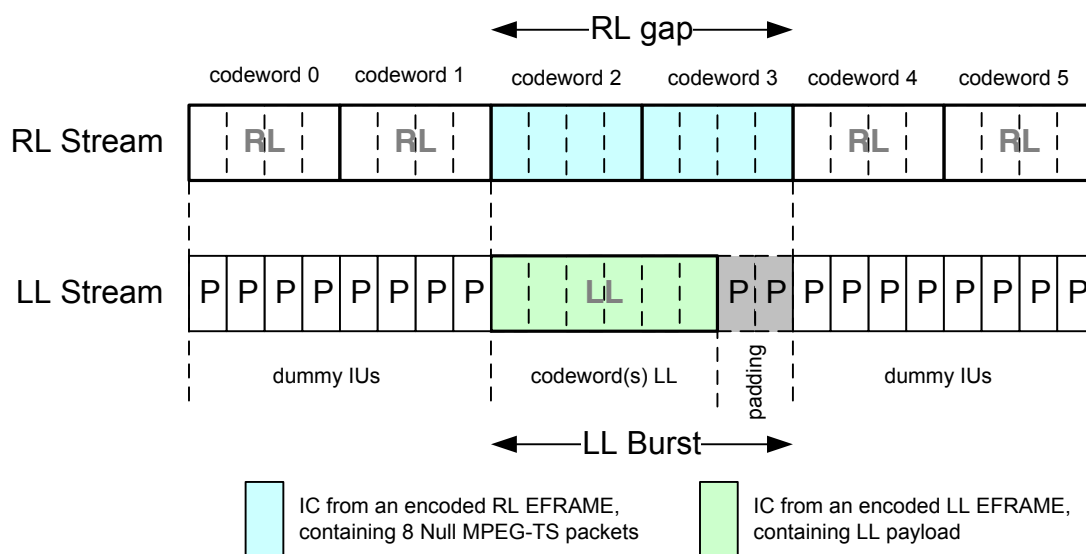 RL gap
codeword 0 codeword 1 codeword 2 codeword 3 codeword 4 codeword 5
RL Stream RL RL RL RL
LL Stream P P P P P P P P LL P P P P P P P P P P
dummy IUs codeword(s) LL padding dummy IUs
LL Burst
IC from an encoded RL EFRAME,
containing 8 Null MPEG-TS packets
IC from an encoded LL EFRAME,
containing LL payload